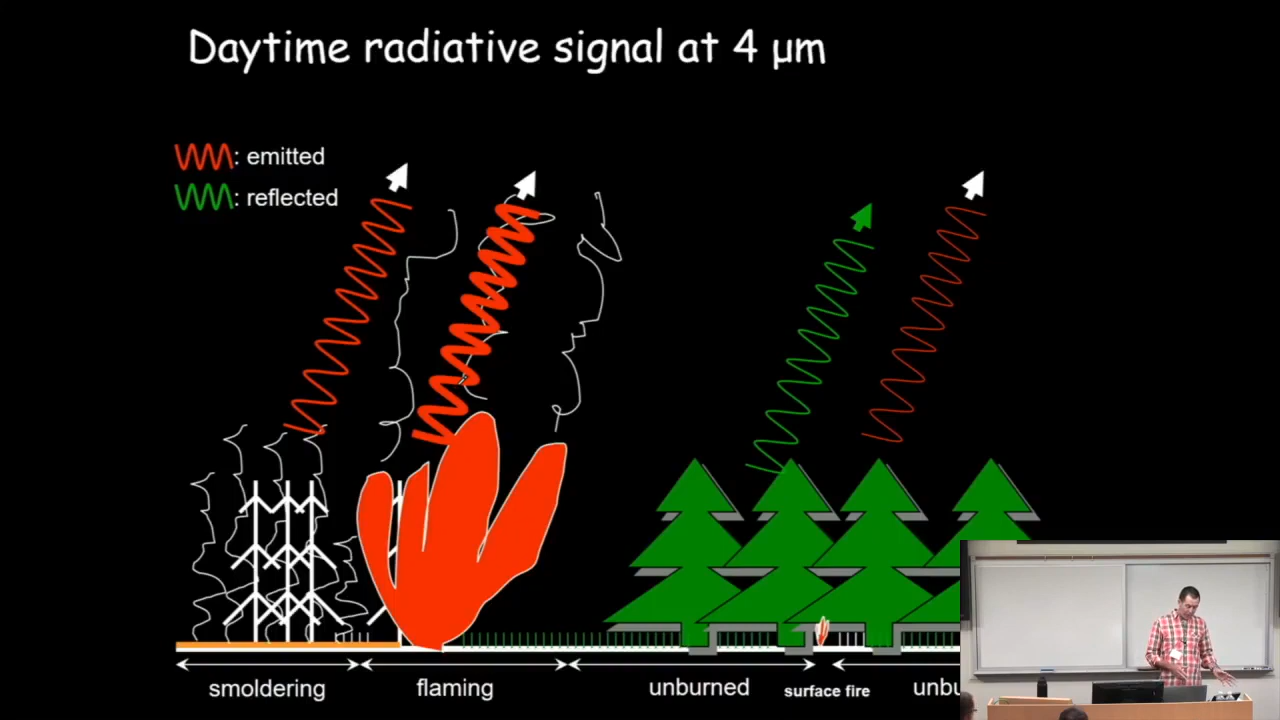 Daytime radiative signal at 4 µm
: emitted
: reflected
smoldering
flaming
unburned
surface fire
unbu